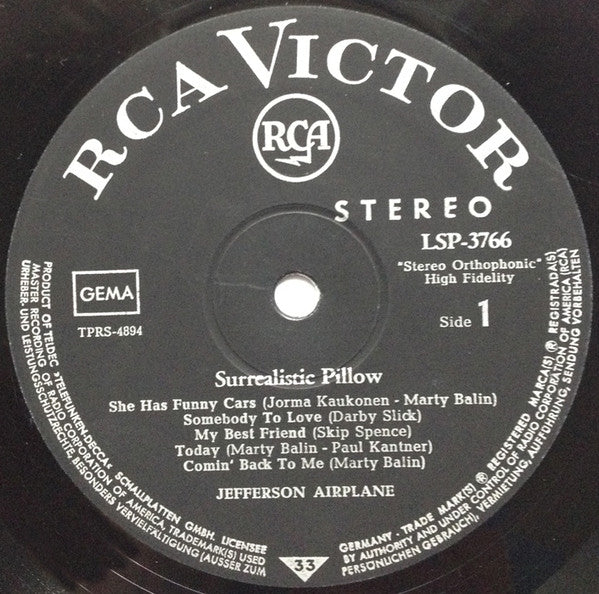 RCA VICTOR
RCA
STEREO
LSP-3766
"Stereo Orthophonic"
High Fidelity
GEMA
TPRS-4894
Side 1
Surrealistic Pillow
She Has Funny Cars (Jorma Kaukonen - Marty Balin)
Somebody To Love (Darby Slick)
My Best Friend (Skip Spence)
Today (Marty Balin - Paul Kantner)
Comin' Back To Me (Marty Balin)
JEFFERSON AIRPLANE
33
PRODUCT OF TELDEC »TELEFUNKEN-DECCA« SCHALLPLATTEN GMBH. LICENSEE
MASTER RECORDING OF RADIO CORPORATION OF AMERICA, TRADEMARK(S) USED
URHEBER- UND LEISTUNGSSCHUTZRECHTE, BESONDERS VERVIELFÄLTIGUNG (AUSSER ZUM
GERMANY - TRADE MARK(S) ® REGISTERED MARCA(S) ® REGISTRADA(S)
BY AUTHORITY AND UNDER CONTROL OF RADIO CORPORATION OF AMERICA (RCA)
PERSÖNLICHEN GEBRAUCH), VERMIETUNG, AUFFÜHRUNG, SENDUNG VORBEHALTEN